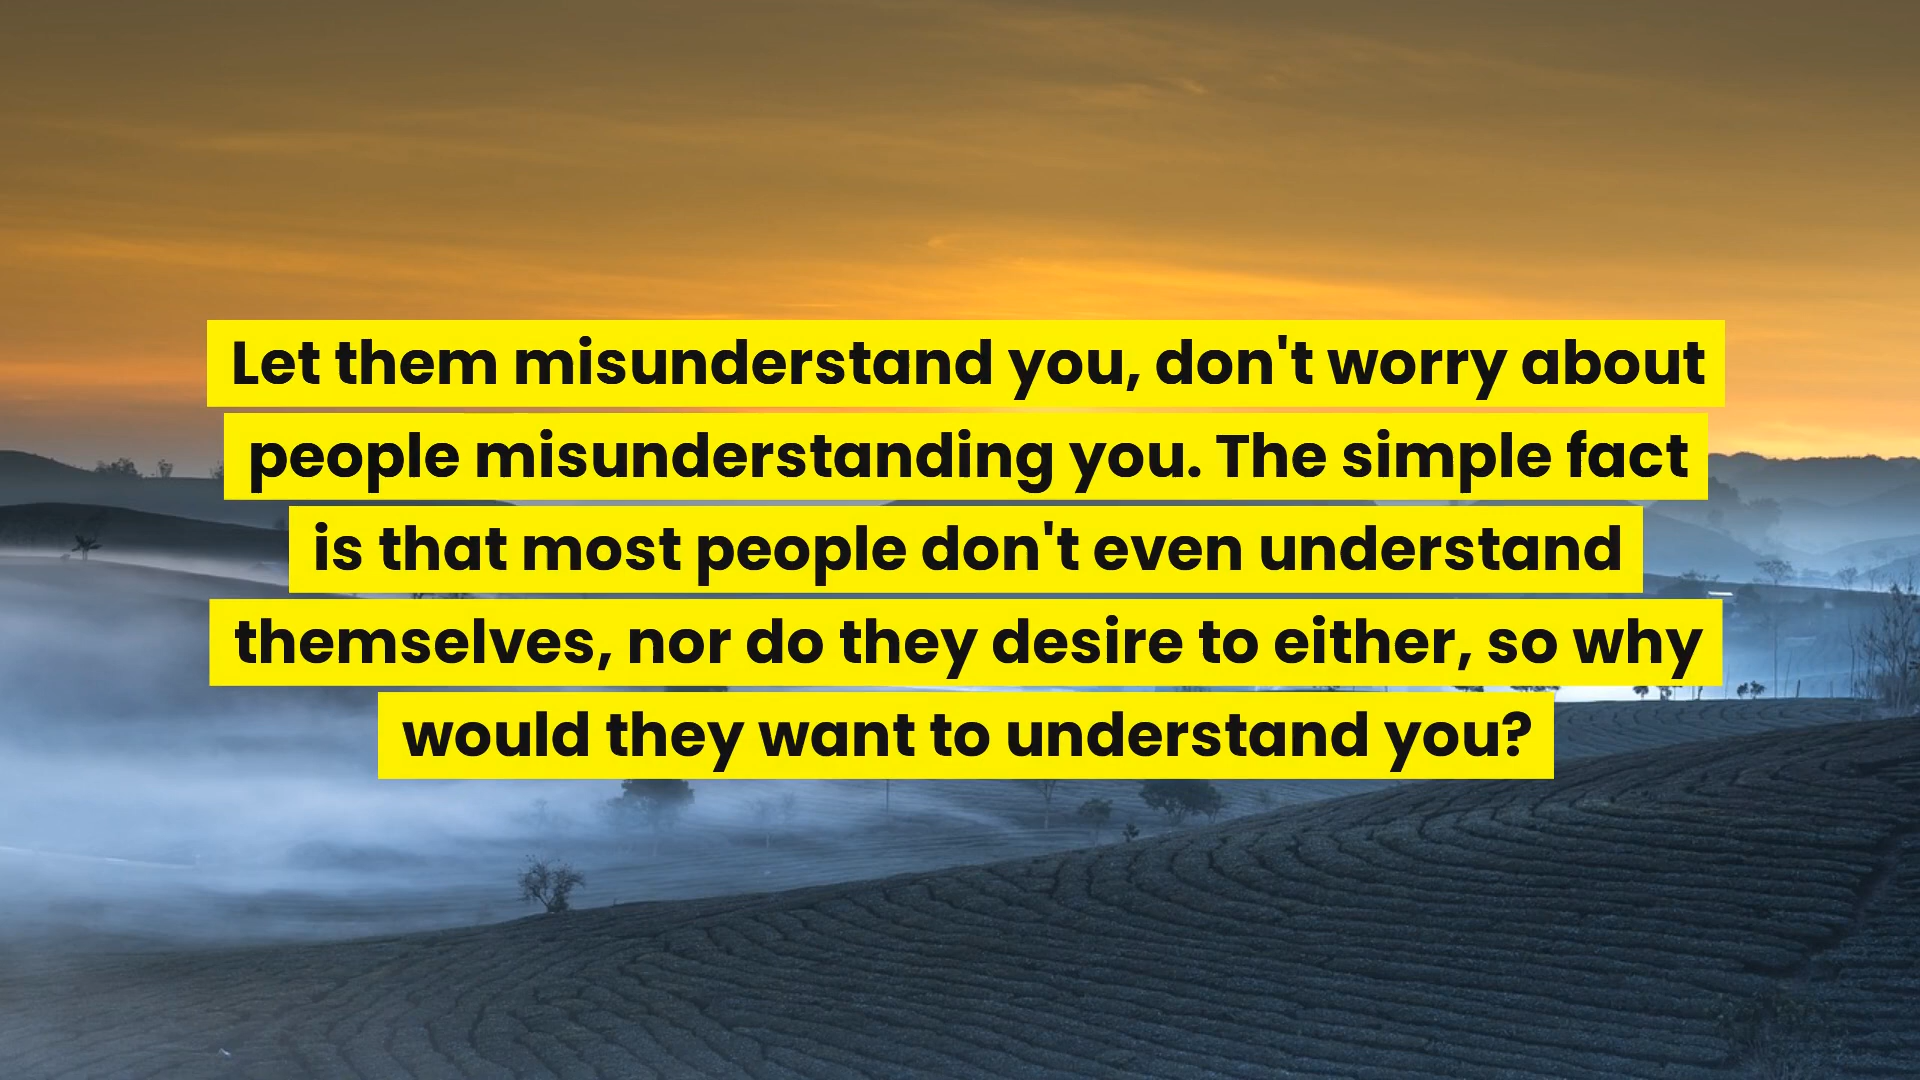 Let them misunderstand you, don't worry about
people misunderstanding you. The simple fact
is that most people don't even understand
themselves, nor do they desire to either, so why
would they want to understand you?